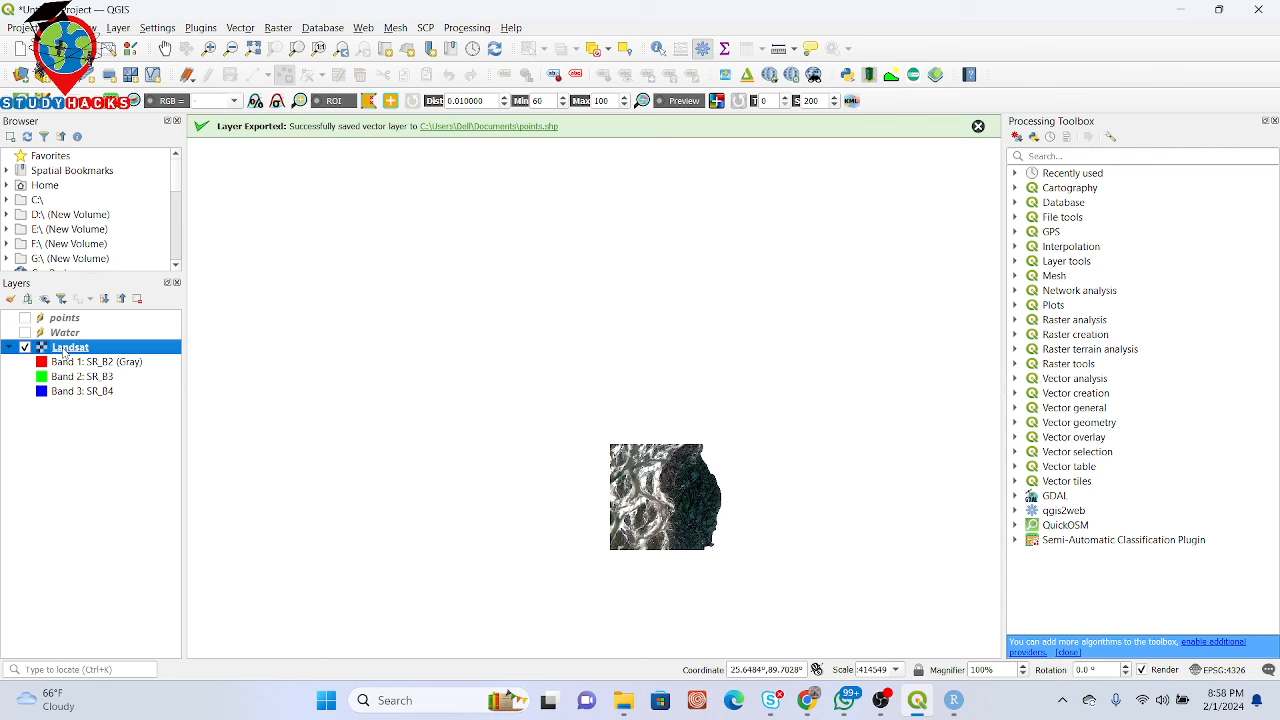 *Unt Project — QGIS
Project Layer Settings Plugins Vector Raster Database Web Mesh SCP Processing Help
STUDYHACKS
RGB = - ROI Dist 0.010000 Min 60 Max 100 Preview T 0 S 200 KML
Browser
Favorites
Spatial Bookmarks
Home
C:\
D:\ (New Volume)
E:\ (New Volume)
F:\ (New Volume)
G:\ (New Volume)
Layers
points
Water
Landsat
Band 1: SR_B2 (Gray)
Band 2: SR_B3
Band 3: SR_B4
Layer Exported: Successfully saved vector layer to C:\Users\Dell\Documents\points.shp
Processing Toolbox
Search...
Recently used
Cartography
Database
File tools
GPS
Interpolation
Layer tools
Mesh
Network analysis
Plots
Raster analysis
Raster creation
Raster terrain analysis
Raster tools
Vector analysis
Vector creation
Vector general
Vector geometry
Vector overlay
Vector selection
Vector table
Vector tiles
GDAL
qgis2web
QuickOSM
Semi-Automatic Classification Plugin
You can add more algorithms to the toolbox, enable additional
providers. [close]
Type to locate (Ctrl+K)
Coordinate 25.6484°,89.7028° Scale :414549 Magnifier 100% Rotation 0.0 ° Render EPSG:4326
66°F
Cloudy
Search
99+
8:58 PM
2/1/2024